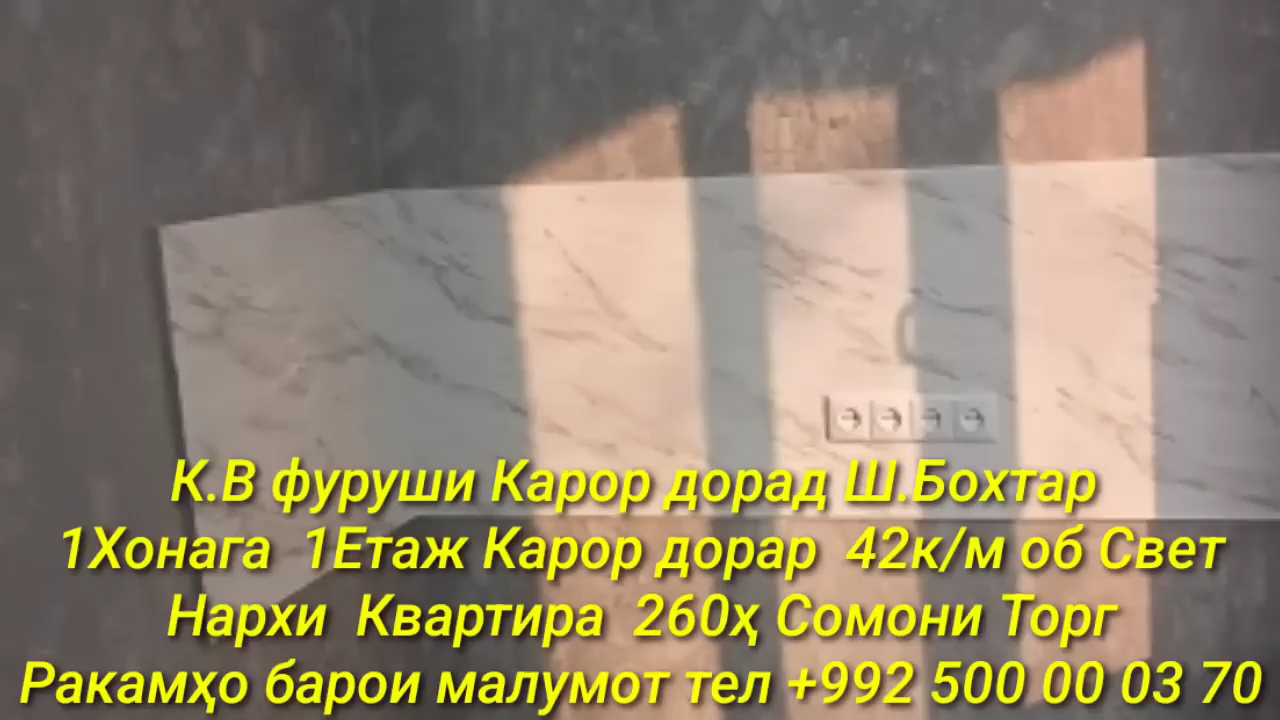 К.В фуруши Карор дорад Ш.Бохтар
1Хонага 1Етаж Карор дорар 42к/м об Свет
Нархи Квартира 260ҳ Сомони Торг
Ракамҳо барои малумот тел +992 500 00 03 70